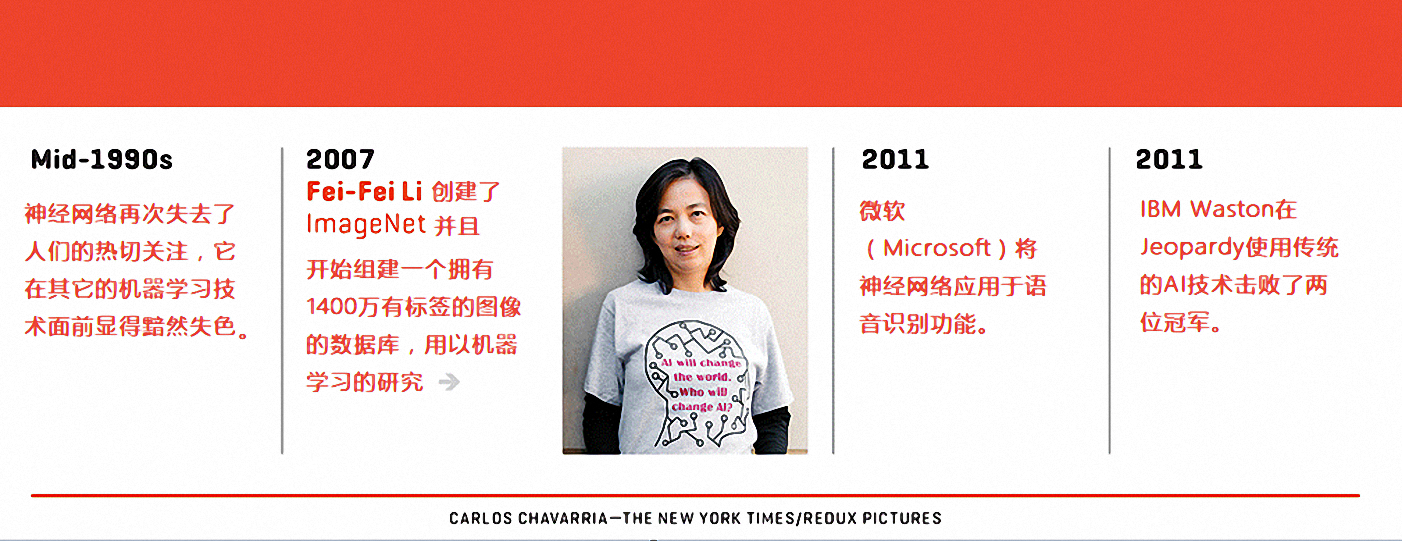 Mid-1990s
神经网络再次失去了
人们的热切关注，它
在其它的机器学习技
术面前显得黯然失色。
2007
Fei-Fei Li 创建了
ImageNet 并且
开始组建一个拥有
1400万有标签的图像
的数据库，用以机器
学习的研究 →
AI will change
the world.
Who will
change AI?
2011
微软
（Microsoft）将
神经网络应用于语
音识别功能。
2011
IBM Waston在
Jeopardy使用传统
的AI技术击败了两
位冠军。
CARLOS CHAVARRIA—THE NEW YORK TIMES/REDUX PICTURES